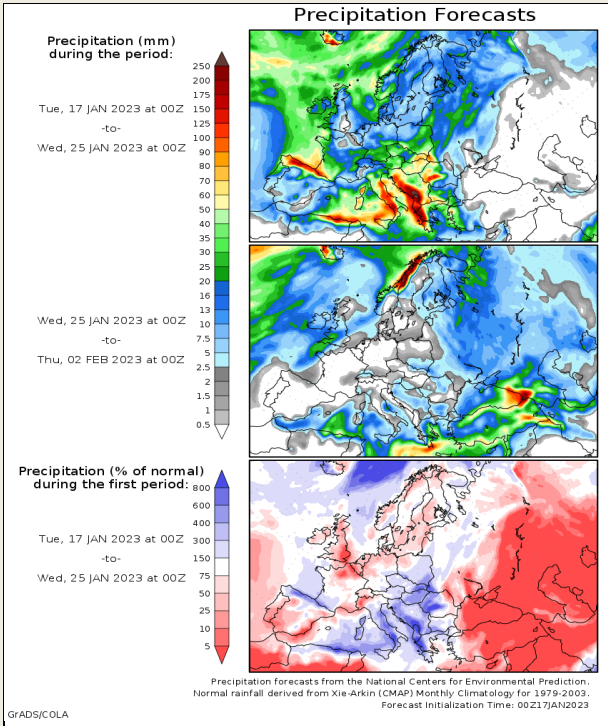 Precipitation Forecasts
Precipitation (mm)
during the period:
Tue, 17 JAN 2023 at 00Z
-to-
Wed, 25 JAN 2023 at 00Z
250
200
175
150
125
100
90
80
70
60
50
40
35
30
25
20
16
13
10
7.5
5
2.5
2
1.5
1
0.5
Wed, 25 JAN 2023 at 00Z
-to-
Thu, 02 FEB 2023 at 00Z
Precipitation (% of normal)
during the first period:
Tue, 17 JAN 2023 at 00Z
-to-
Wed, 25 JAN 2023 at 00Z
800
600
400
300
150
75
50
25
10
5
Precipitation forecasts from the National Centers for Environmental Prediction.
Normal rainfall derived from Xie-Arkin (CMAP) Monthly Climatology for 1979-2003.
Forecast Initialization Time: 00Z17JAN2023
GrADS/COLA